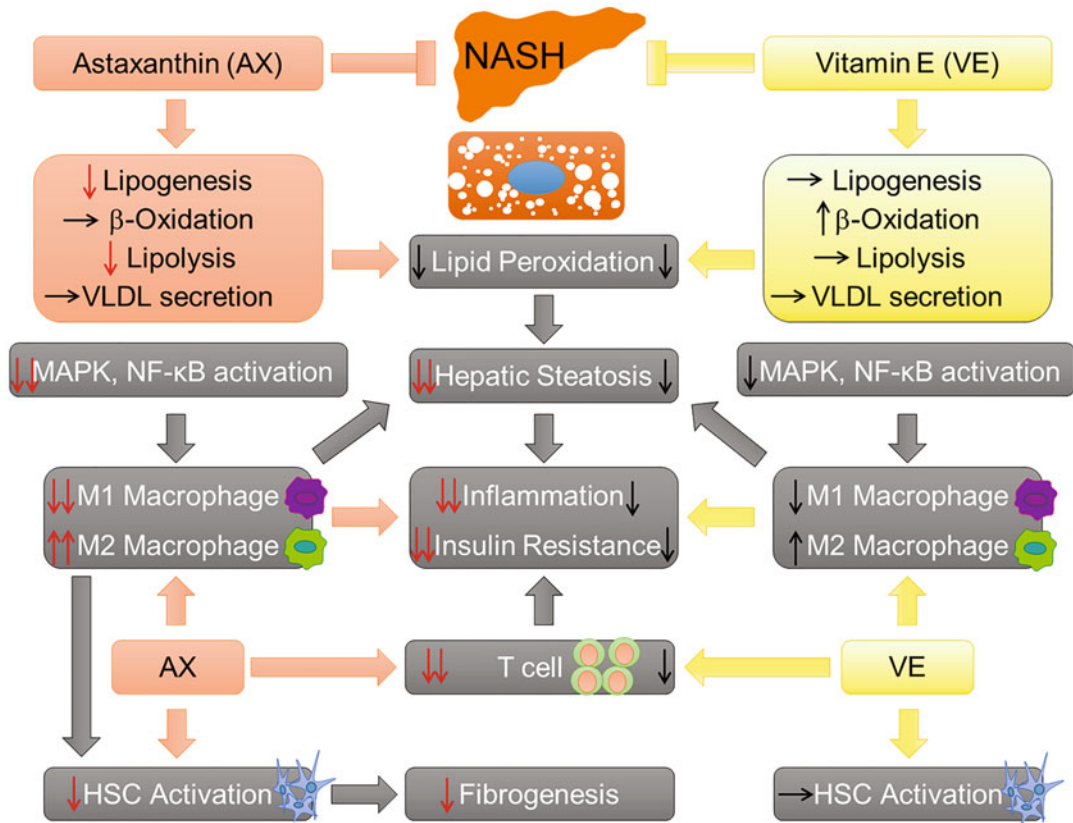 Astaxanthin (AX)
NASH
Vitamin E (VE)
↓ Lipogenesis
→ β-Oxidation
↓ Lipolysis
→ VLDL secretion
→ Lipogenesis
↑ β-Oxidation
→ Lipolysis
→ VLDL secretion
↓ Lipid Peroxidation ↓
↓↓ MAPK, NF-κB activation
↓↓ Hepatic Steatosis ↓
↓ MAPK, NF-κB activation
↓↓ M1 Macrophage
↑↑ M2 Macrophage
↓↓ Inflammation ↓
↓↓ Insulin Resistance ↓
↓ M1 Macrophage
↑ M2 Macrophage
AX
↓↓ T cell ↓
VE
↓ HSC Activation
↓ Fibrogenesis
→ HSC Activation